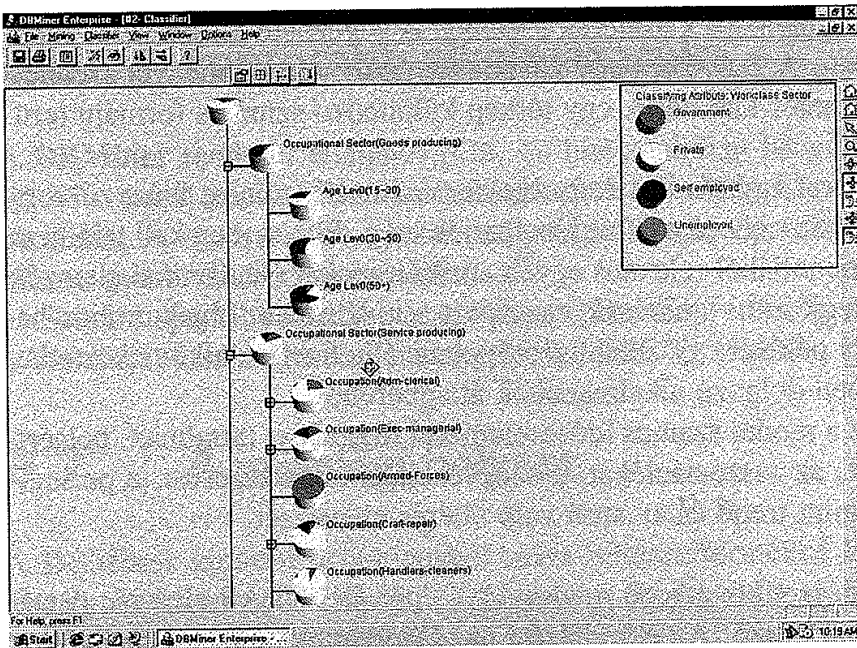 DBMiner Enterprise - [#2- Classifier]
File Mining Classifier View Window Options Help
Classifying Attribute: Workclass Sector
Government
Private
Self employed
Unemployed
Occupational Sector(Goods producing)
Age Lev0(15~30)
Age Lev0(30~50)
Age Lev0(50+)
Occupational Sector(Service producing)
Occupation(Adm-clerical)
Occupation(Exec-managerial)
Occupation(Armed-Forces)
Occupation(Craft-repair)
Occupation(Handlers-cleaners)
For Help, press F1
Start
DBMiner Enterprise - ...
10:19AM